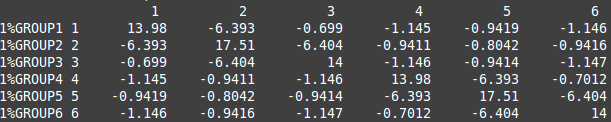 1 2 3 4 5 6
1%GROUP1 1 13.98 -6.393 -0.699 -1.145 -0.9419 -1.146
1%GROUP2 2 -6.393 17.51 -6.404 -0.9411 -0.8042 -0.9416
1%GROUP3 3 -0.699 -6.404 14 -1.146 -0.9414 -1.147
1%GROUP4 4 -1.145 -0.9411 -1.146 13.98 -6.393 -0.7012
1%GROUP5 5 -0.9419 -0.8042 -0.9414 -6.393 17.51 -6.404
1%GROUP6 6 -1.146 -0.9416 -1.147 -0.7012 -6.404 14